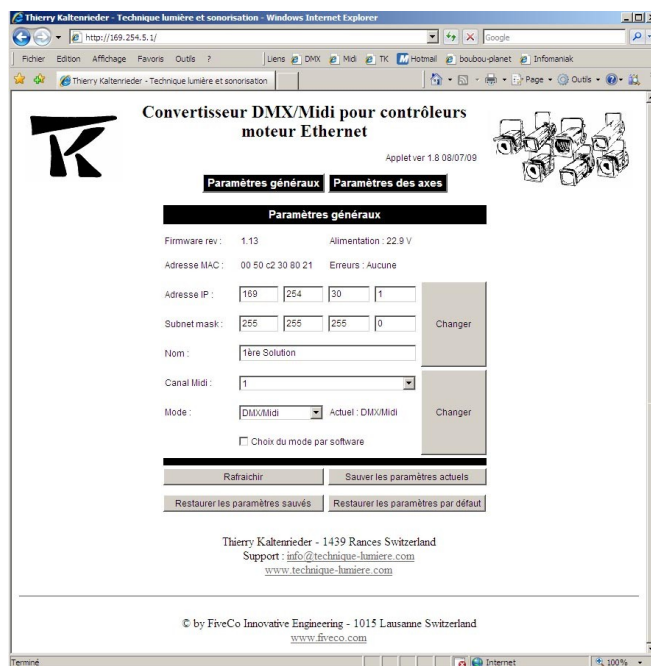 Thierry Kaltenrieder - Technique lumière et sonorisation - Windows Internet Explorer
http://169.254.5.1/
Google
Fichier Edition Affichage Favoris Outils ? Liens DMX Midi TK Hotmail boubou-planet Infomaniak
Thierry Kaltenrieder - Technique lumière et sonorisation Page Outils
Convertisseur DMX/Midi pour contrôleurs
moteur Ethernet
Applet ver 1.8 08/07/09
Paramètres généraux Paramètres des axes
Paramètres généraux
Firmware rev : 1.13 Alimentation : 22.9 V
Adresse MAC : 00 50 c2 30 80 21 Erreurs : Aucune
Adresse IP : 169 254 30 1
Subnet mask : 255 255 255 0 Changer
Nom : 1ère Solution
Canal Midi : 1
Mode : DMX/Midi Actuel : DMX/Midi Changer
Choix du mode par software
Rafraichir Sauver les paramètres actuels
Restaurer les paramètres sauvés Restaurer les paramètres par défaut
Thierry Kaltenrieder - 1439 Rances Switzerland
Support : info@technique-lumiere.com
www.technique-lumiere.com
© by FiveCo Innovative Engineering - 1015 Lausanne Switzerland
www.fiveco.com
Terminé Internet 100%